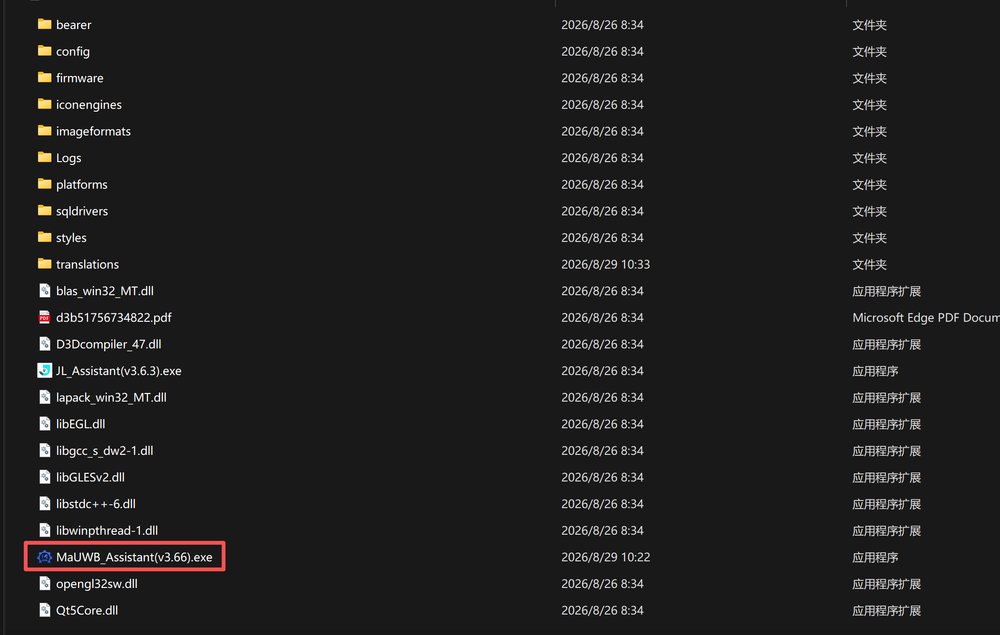 bearer 2026/8/26 8:34 文件夹
config 2026/8/26 8:34 文件夹
firmware 2026/8/26 8:34 文件夹
iconengines 2026/8/26 8:34 文件夹
imageformats 2026/8/26 8:34 文件夹
Logs 2026/8/26 8:34 文件夹
platforms 2026/8/26 8:34 文件夹
sqldrivers 2026/8/26 8:34 文件夹
styles 2026/8/26 8:34 文件夹
translations 2026/8/29 10:33 文件夹
blas_win32_MT.dll 2026/8/26 8:34 应用程序扩展
d3b51756734822.pdf 2026/8/26 8:34 Microsoft Edge PDF Docum
D3Dcompiler_47.dll 2026/8/26 8:34 应用程序扩展
JL_Assistant(v3.6.3).exe 2026/8/26 8:34 应用程序
lapack_win32_MT.dll 2026/8/26 8:34 应用程序扩展
libEGL.dll 2026/8/26 8:34 应用程序扩展
libgcc_s_dw2-1.dll 2026/8/26 8:34 应用程序扩展
libGLESv2.dll 2026/8/26 8:34 应用程序扩展
libstdc++-6.dll 2026/8/26 8:34 应用程序扩展
libwinpthread-1.dll 2026/8/26 8:34 应用程序扩展
MaUWB_Assistant(v3.66).exe 2026/8/29 10:22 应用程序
opengl32sw.dll 2026/8/26 8:34 应用程序扩展
Qt5Core.dll 2026/8/26 8:34 应用程序扩展